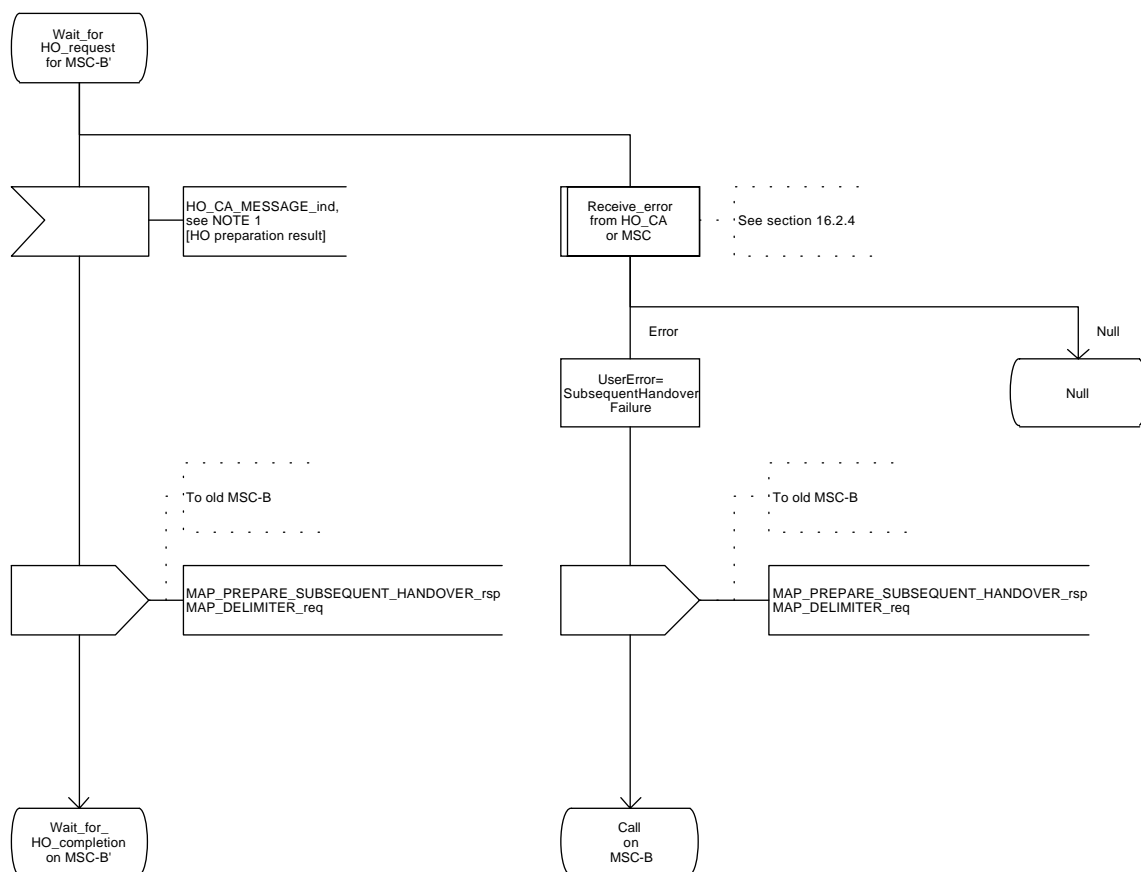 Wait_for
HO_request
for MSC-B'
HO_CA_MESSAGE_ind,
see NOTE 1
[HO preparation result]
Receive_error
from HO_CA
or MSC
See section 16.2.4
Error
Null
UserError=
SubsequentHandover
Failure
Null
To old MSC-B
To old MSC-B
MAP_PREPARE_SUBSEQUENT_HANDOVER_rsp
MAP_DELIMITER_req
MAP_PREPARE_SUBSEQUENT_HANDOVER_rsp
MAP_DELIMITER_req
Wait_for_
HO_completion
on MSC-B'
Call
on
MSC-B